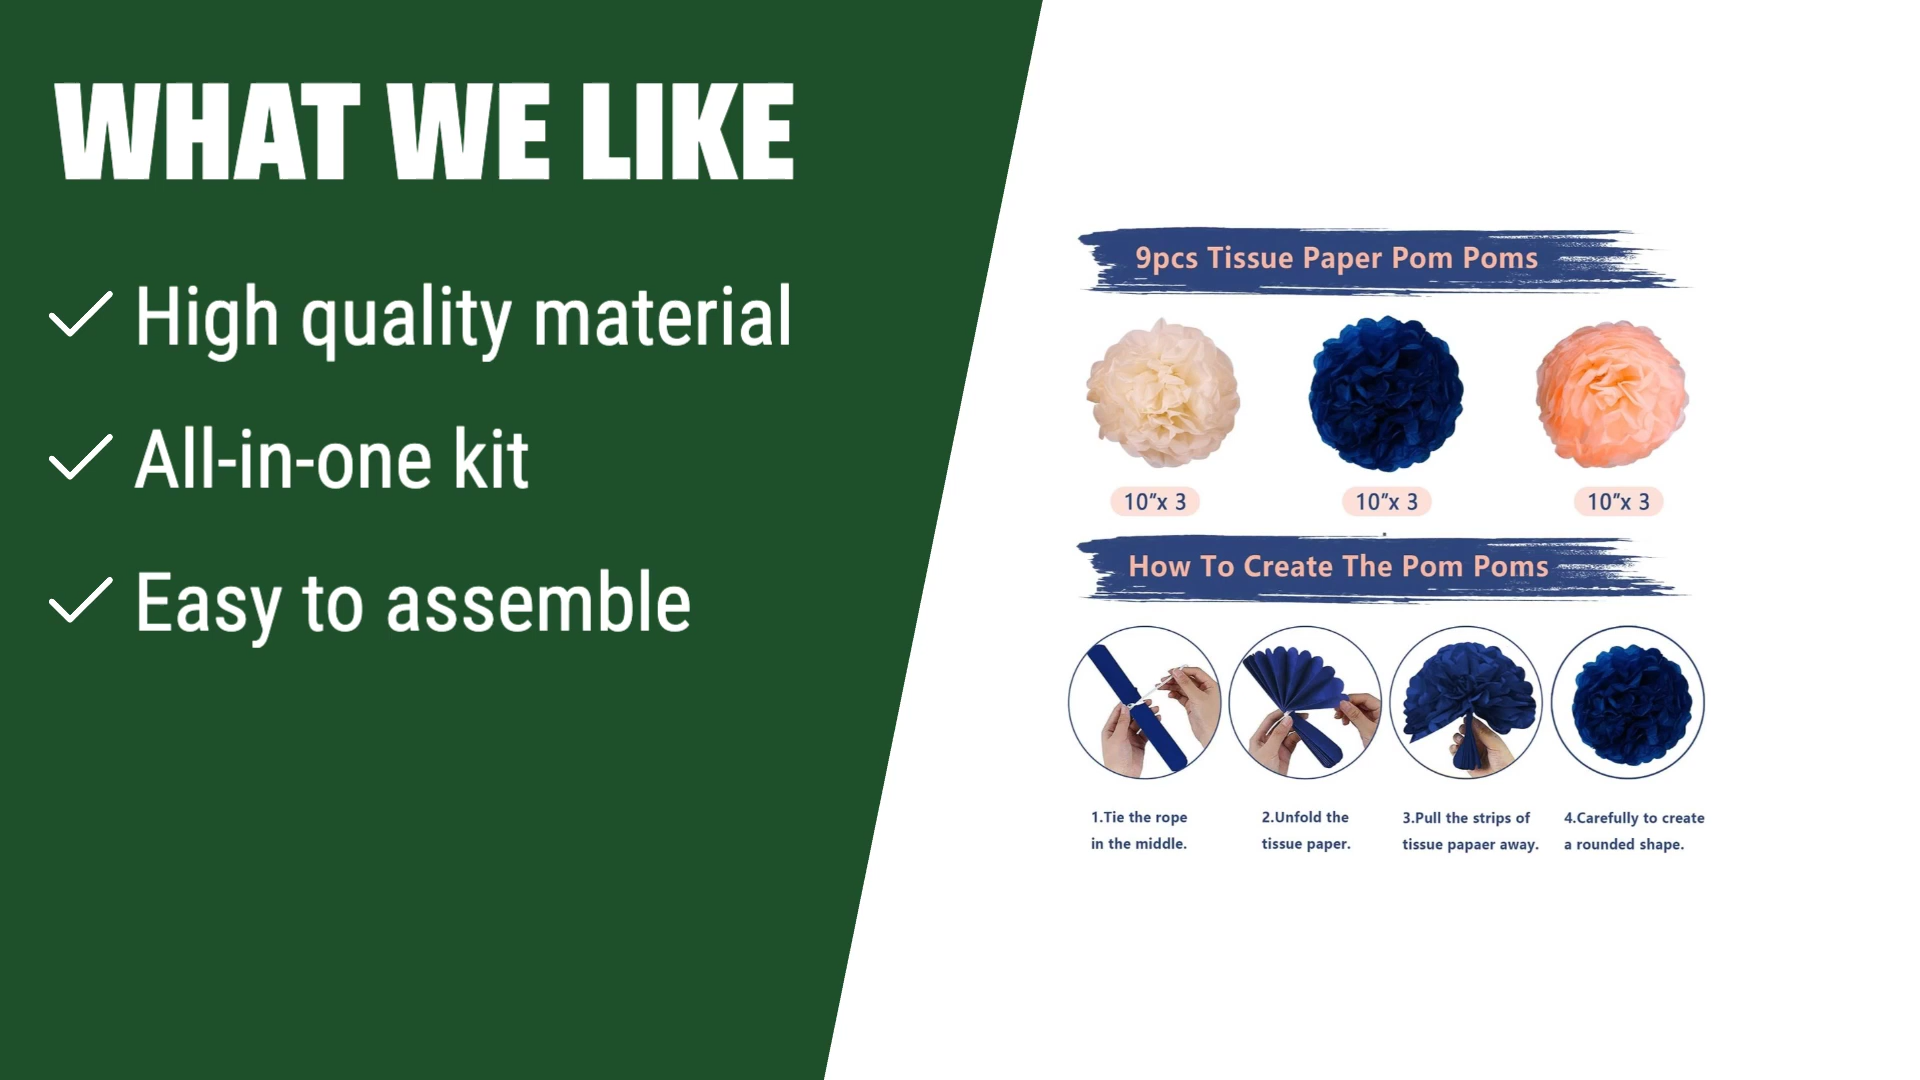 WHAT WE LIKE
High quality material
All-in-one kit
Easy to assemble
9pcs Tissue Paper Pom Poms
10″x 3
10″x 3
10″x 3
How To Create The Pom Poms
1.Tie the rope
in the middle.
2.Unfold the
tissue paper.
3.Pull the strips of
tissue papaer away.
4.Carefully to create
a rounded shape.